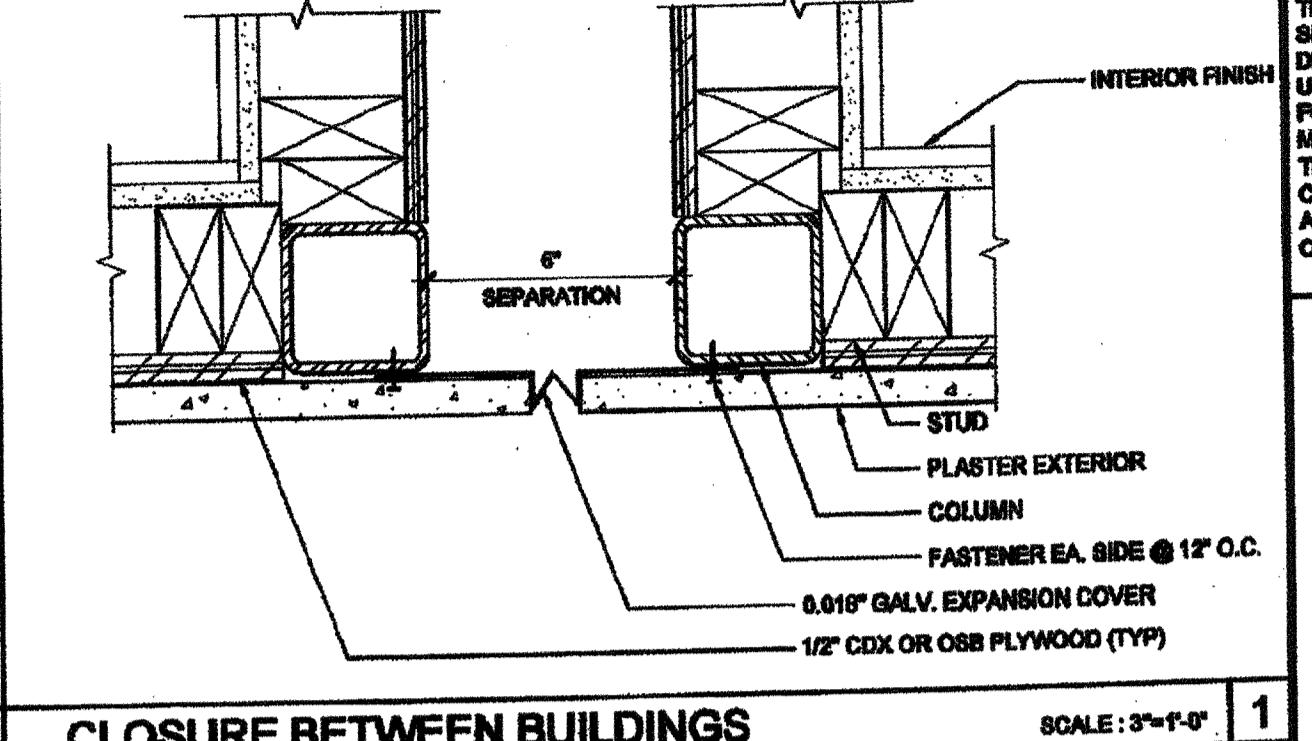 INTERIOR FINISH
6"
SEPARATION
STUD
PLASTER EXTERIOR
COLUMN
FASTENER EA. SIDE @ 12" O.C.
0.018" GALV. EXPANSION COVER
1/2" CDX OR OSB PLYWOOD (TYP)
CLOSURE BETWEEN BUILDINGS
SCALE : 3"=1'-0"
1